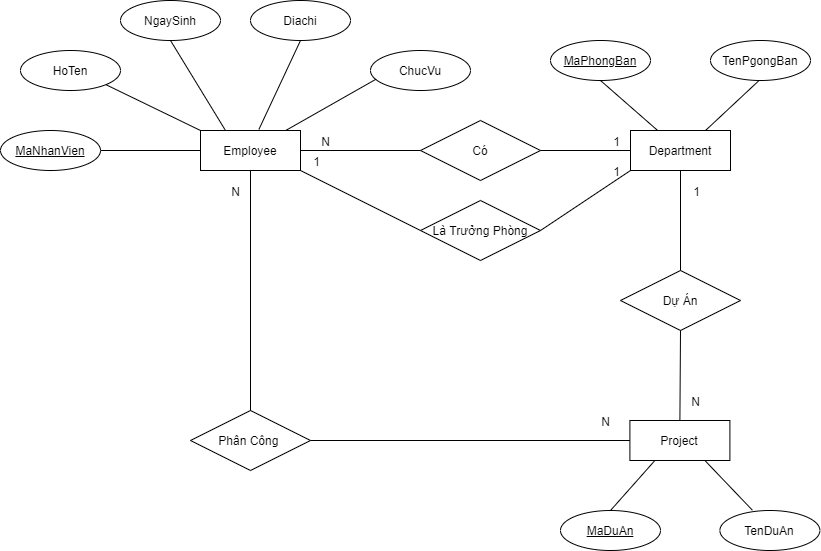 NgaySinh
Diachi
HoTen
ChucVu
MaPhongBan
TenPgongBan
MaNhanVien
Employee
N
Có
1
Department
1
1
N
Là Trưởng Phòng
1
Dự Án
N
N
Phân Công
Project
MaDuAn
TenDuAn